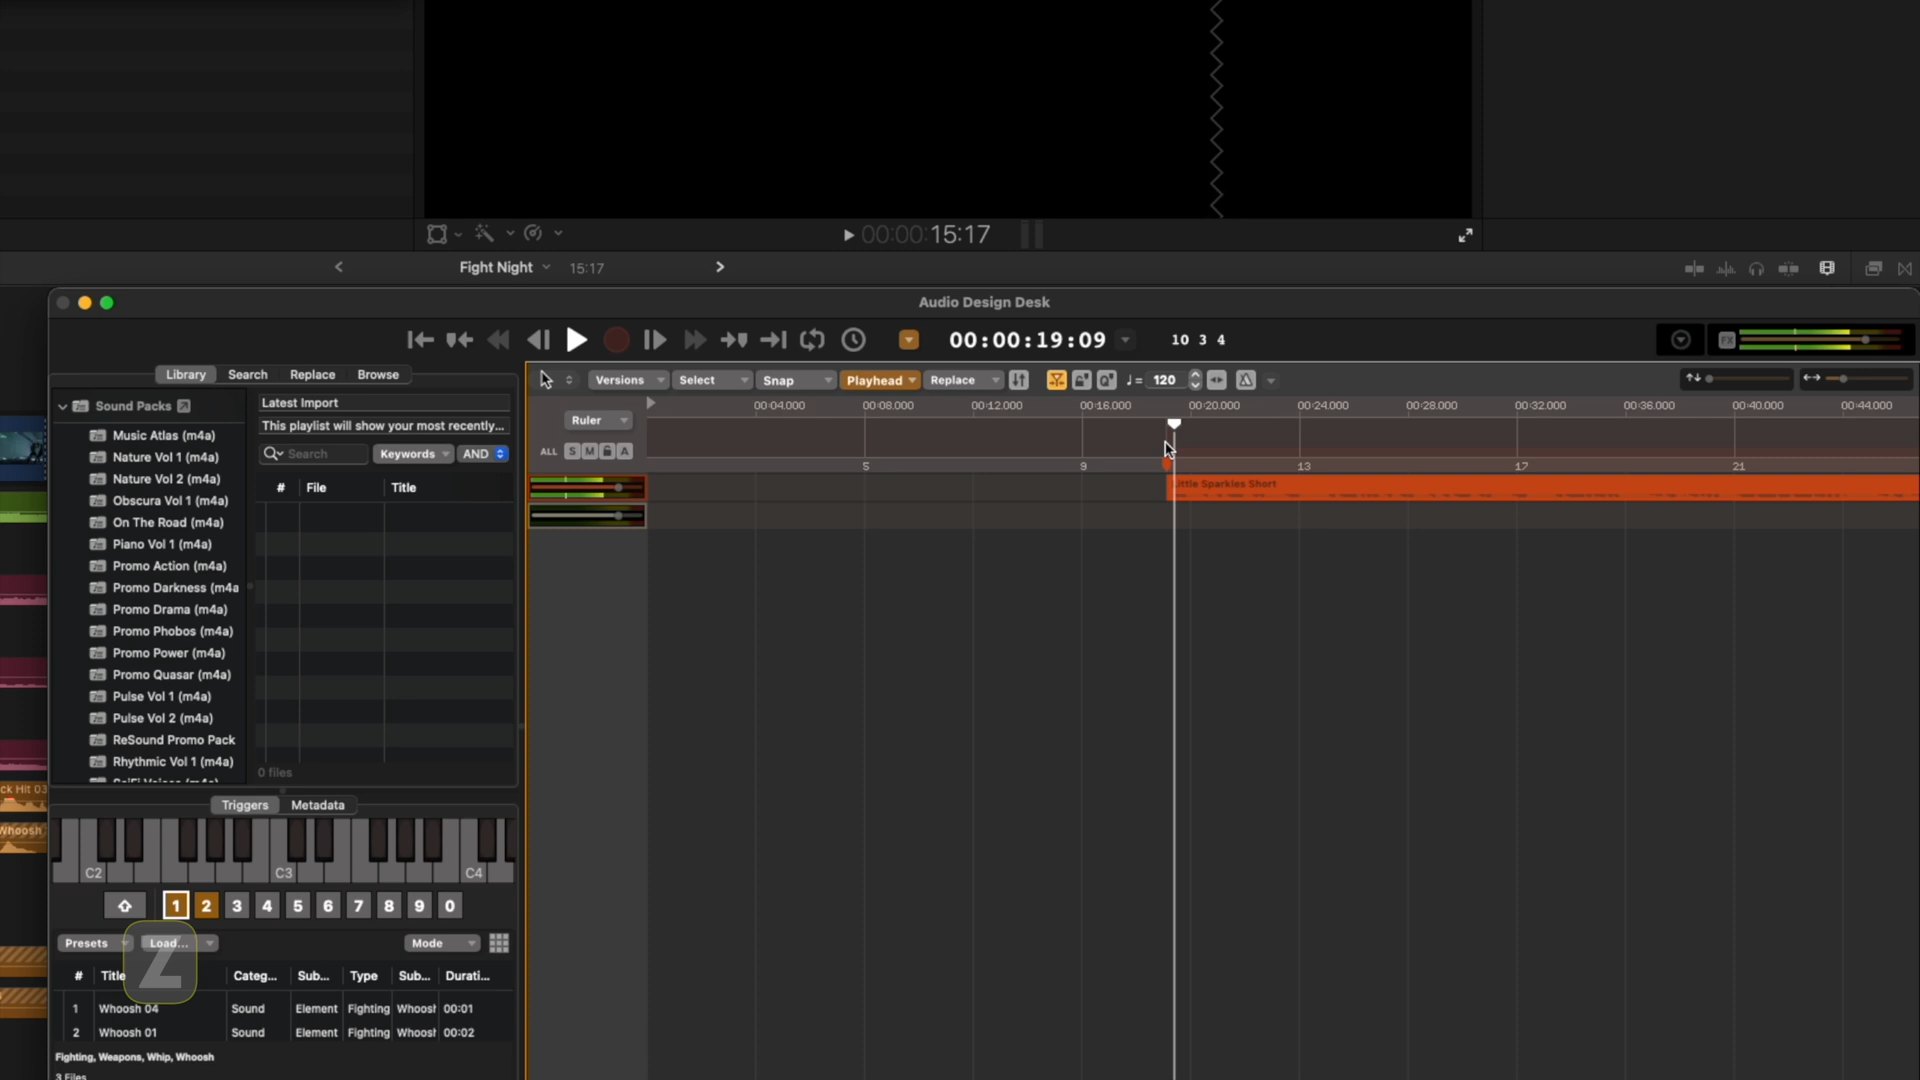 00:00:15:17
Fight Night 15:17
Audio Design Desk
00:00:19:09 10 3 4
FX
Library Search Replace Browse
Versions Select Snap Playhead Replace
= 120
Sound Packs
Music Atlas (m4a)
Nature Vol 1 (m4a)
Nature Vol 2 (m4a)
Obscura Vol 1 (m4a)
On The Road (m4a)
Piano Vol 1 (m4a)
Promo Action (m4a)
Promo Darkness (m4a
Promo Drama (m4a)
Promo Phobos (m4a)
Promo Power (m4a)
Promo Quasar (m4a)
Pulse Vol 1 (m4a)
Pulse Vol 2 (m4a)
ReSound Promo Pack
Rhythmic Vol 1 (m4a)
Latest Import
This playlist will show your most recently...
Search Keywords AND
# File Title
0 files
Ruler
ALL S M A
00:04.000 00:08.000 00:12.000 00:16.000 00:20.000 00:24.000 00:28.000 00:32.000 00:36.000 00:40.000 00:44.000
5 9 13 17 21
Little Sparkles Short
ck Hit 03
Whoosh
Triggers Metadata
C2 C3 C4
1 2 3 4 5 6 7 8 9 0
Presets Load... Mode
Z
# Title Categ... Sub... Type Sub... Durati...
1 Whoosh 04 Sound Element Fighting Whoosh 00:01
2 Whoosh 01 Sound Element Fighting Whoosh 00:02
Fighting, Weapons, Whip, Whoosh
3 Files